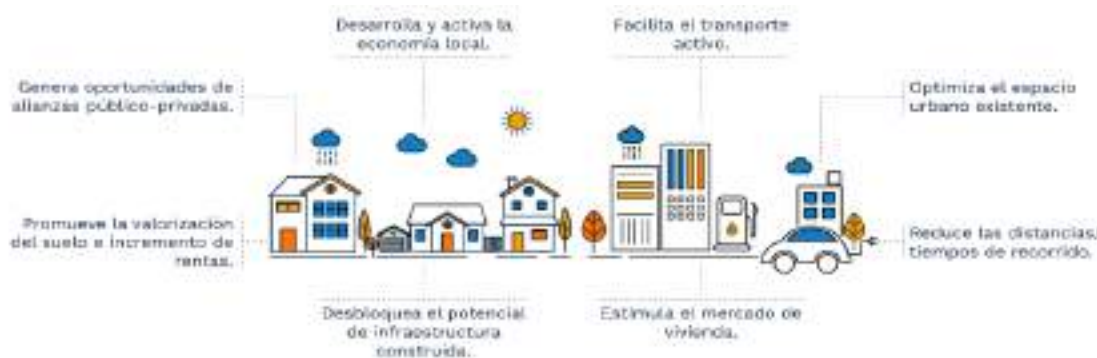 Desarrolla y activa la
economía local.
Facilita el transporte
activo.
Genera oportunidades de
alianzas público-privadas.
Optimiza el espacio
urbano existente.
Promueve la valorización
del suelo e incremento de
rentas.
Reduce las distancias,
tiempos de recorrido.
Desbloquea el potencial
de infraestructura
construida.
Estimula el mercado de
vivienda.